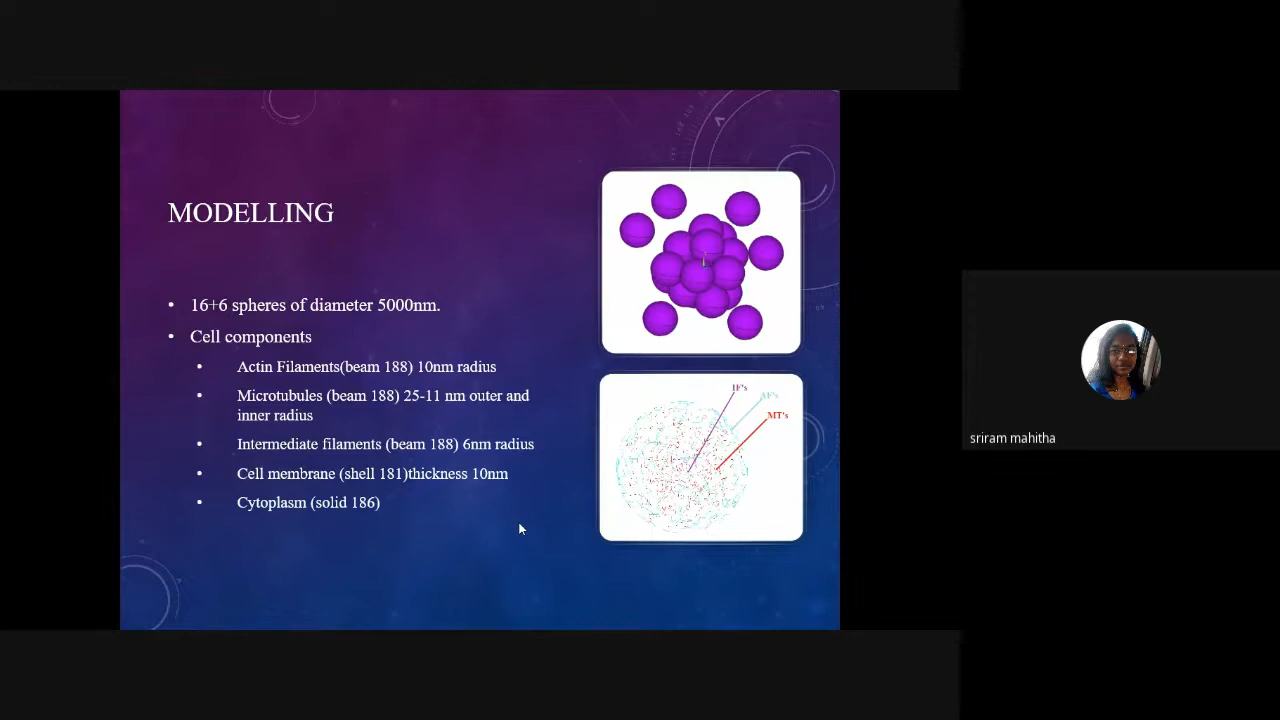 MODELLING
• 16+6 spheres of diameter 5000nm.
• Cell components
• Actin Filaments(beam 188) 10nm radius
• Microtubules (beam 188) 25-11 nm outer and
inner radius
• Intermediate filaments (beam 188) 6nm radius
• Cell membrane (shell 181)thickness 10nm
• Cytoplasm (solid 186)
IF's
AF's
MT's
sriram mahitha